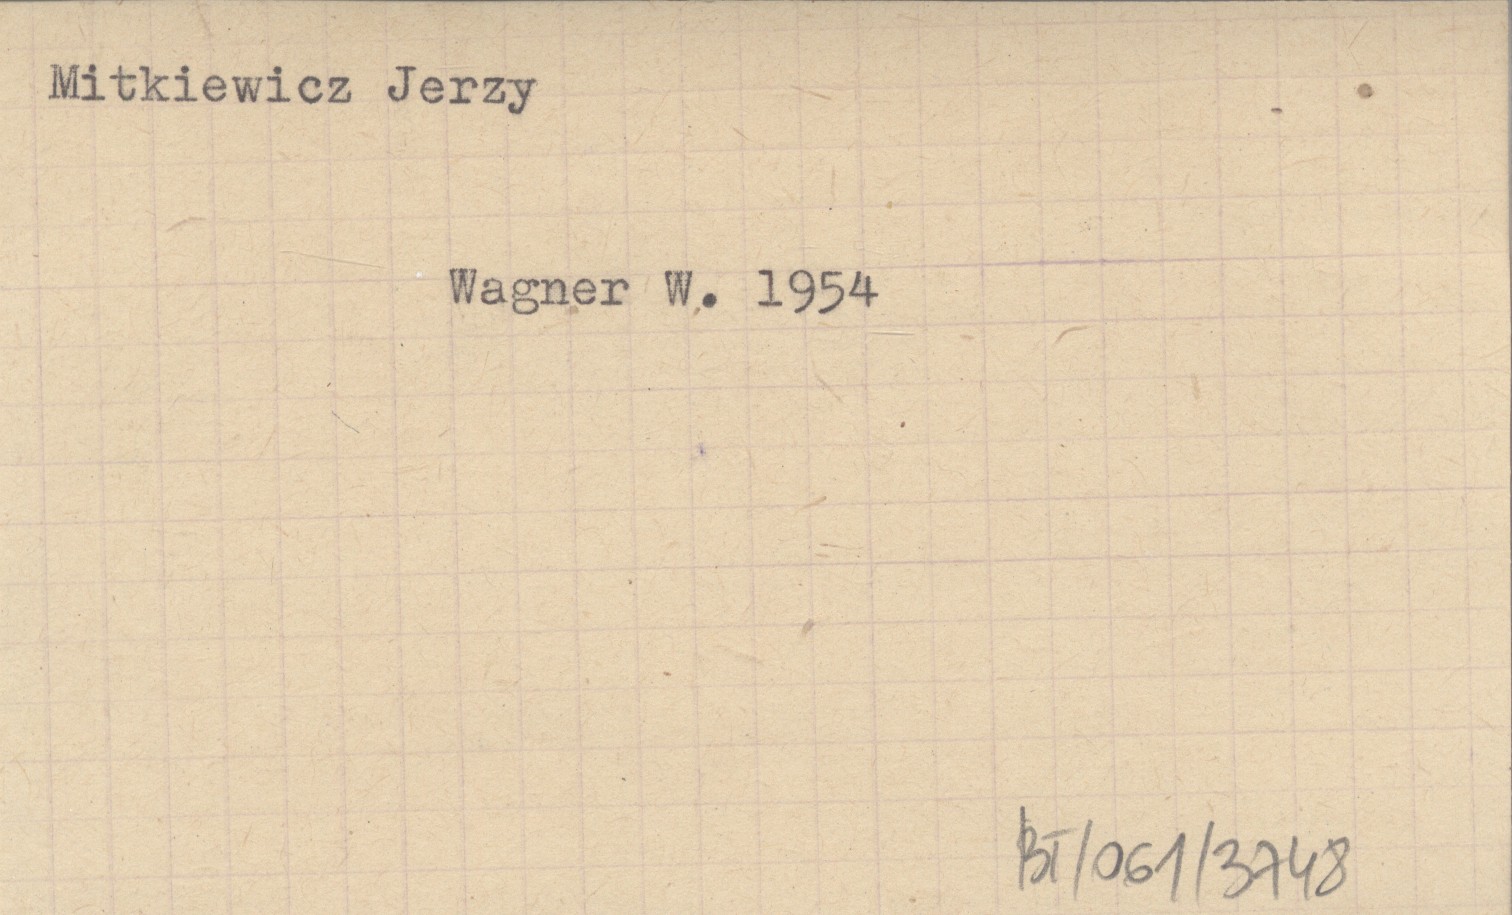 Mitkiewicz Jerzy
Wagner W. 1954
BT/061/3748